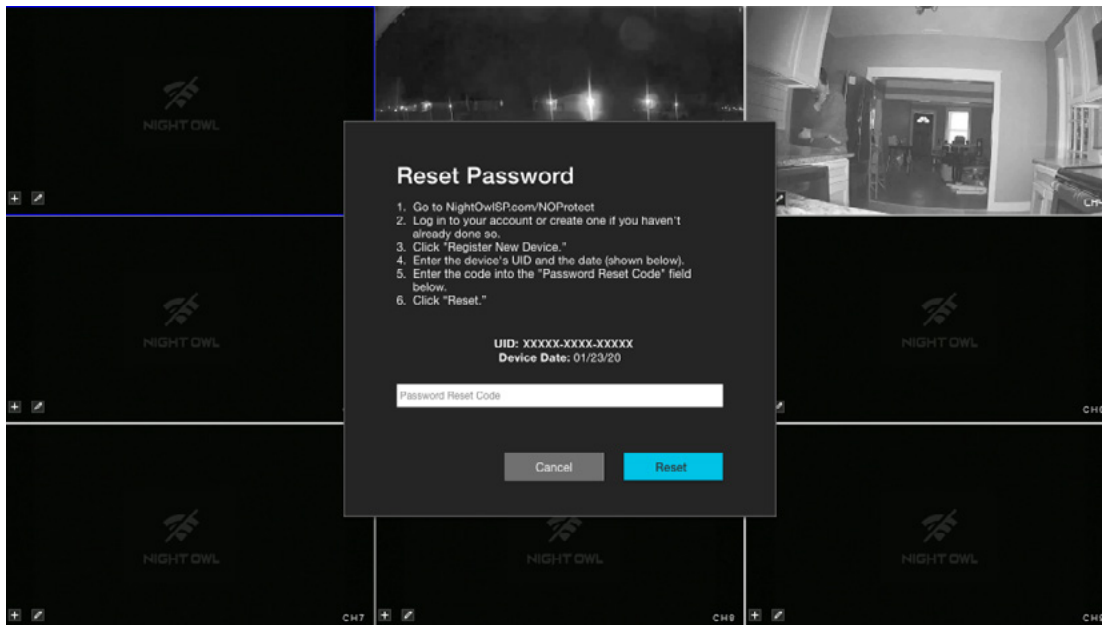 NIGHT OWL
Reset Password
1. Go to NightOwlSP.com/NOProtect
2. Log in to your account or create one if you haven't
already done so.
3. Click "Register New Device."
4. Enter the device's UID and the date (shown below).
5. Enter the code into the "Password Reset Code" field
below.
6. Click "Reset."
UID: XXXXX-XXXX-XXXXX
Device Date: 01/23/20
Password Reset Code
Cancel
Reset
NIGHT OWL
NIGHT OWL
NIGHT OWL
NIGHT OWL
NIGHT OWL
CH7